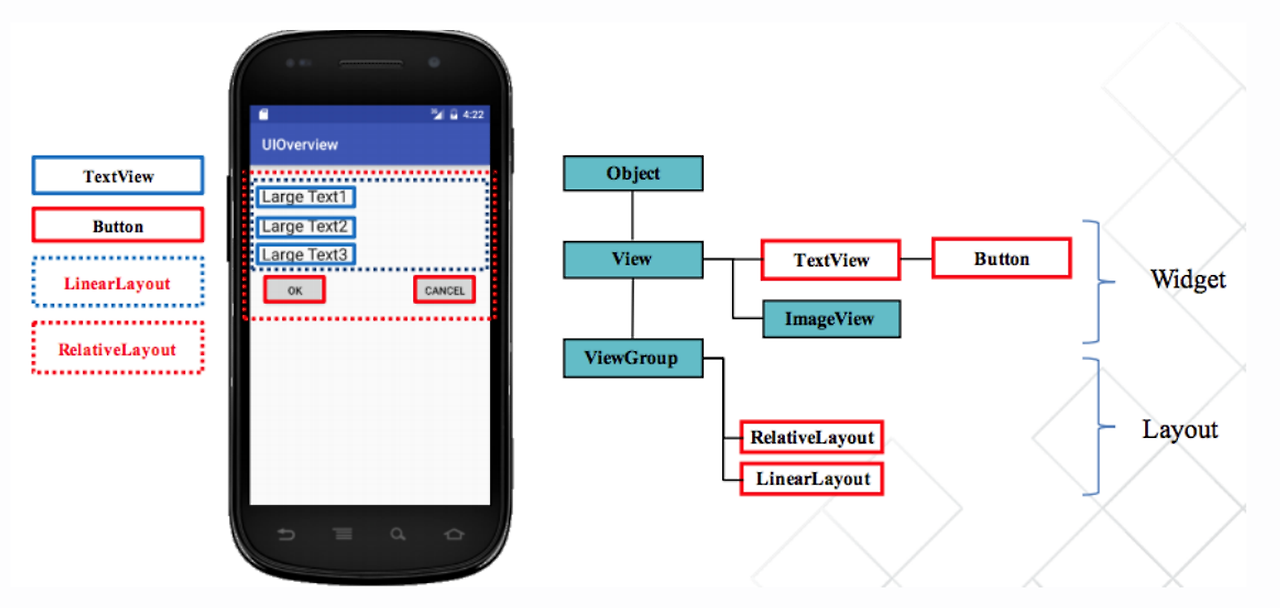 TextView
Button
LinearLayout
RelativeLayout
4:22
UIOverview
Large Text1
Large Text2
Large Text3
OK
CANCEL
Object
View
TextView
Button
ImageView
ViewGroup
RelativeLayout
LinearLayout
Widget
Layout